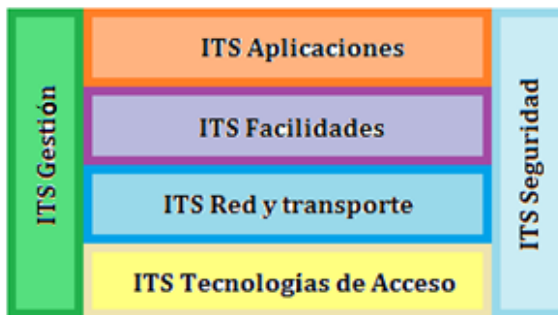 ITS Gestión
ITS Aplicaciones
ITS Facilidades
ITS Red y transporte
ITS Tecnologías de Acceso
ITS Seguridad